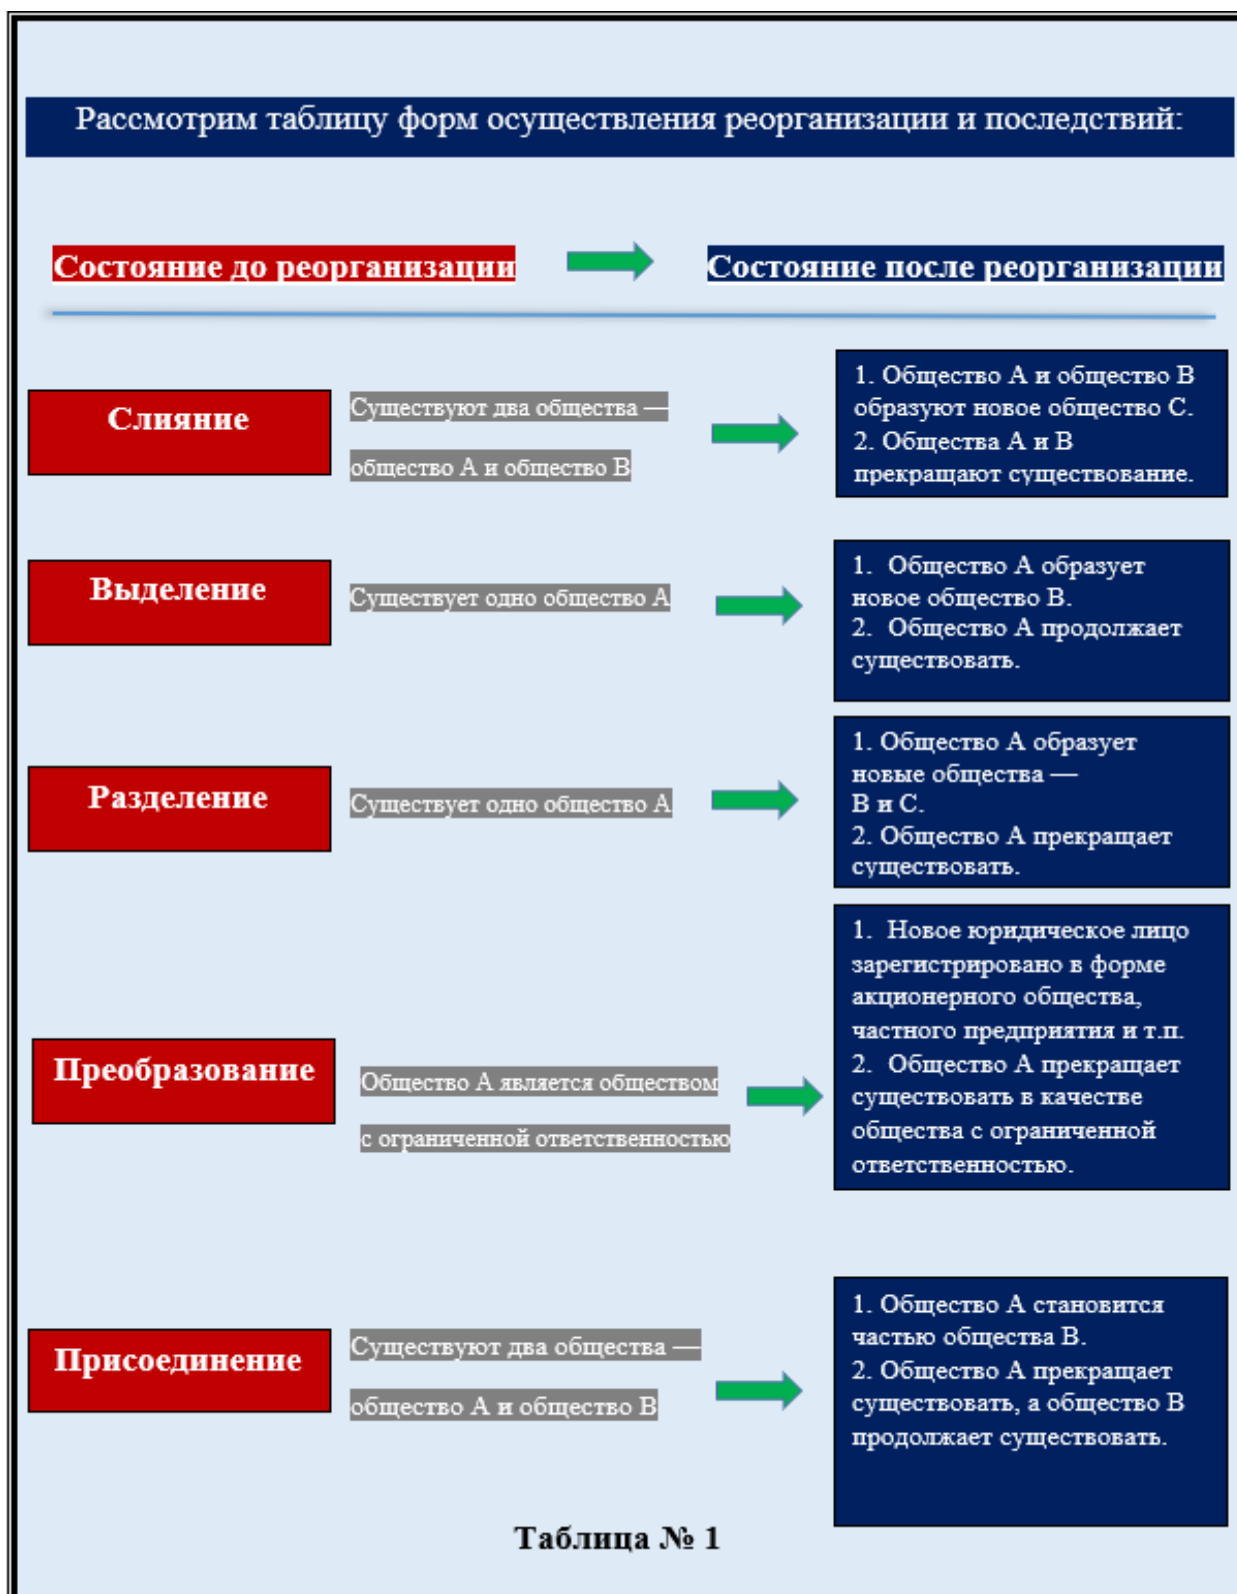 Рассмотрим таблицу форм осуществления реорганизации и последствий:
Состояние до реорганизации
Состояние после реорганизации
Слияние
Существуют два общества —
общество А и общество В
1. Общество А и общество В
образуют новое общество С.
2. Общества А и В
прекращают существование.
Выделение
Существует одно общество А
1. Общество А образует
новое общество В.
2. Общество А продолжает
существовать.
Разделение
Существует одно общество А
1. Общество А образует
новые общества —
В и С.
2. Общество А прекращает
существовать.
Преобразование
Общество А является обществом
с ограниченной ответственностью
1. Новое юридическое лицо
зарегистрировано в форме
акционерного общества,
частного предприятия и т.п.
2. Общество А прекращает
существовать в качестве
общества с ограниченной
ответственностью.
Присоединение
Существуют два общества —
общество А и общество В
1. Общество А становится
частью общества В.
2. Общество А прекращает
существовать, а общество В
продолжает существовать.
Таблица № 1